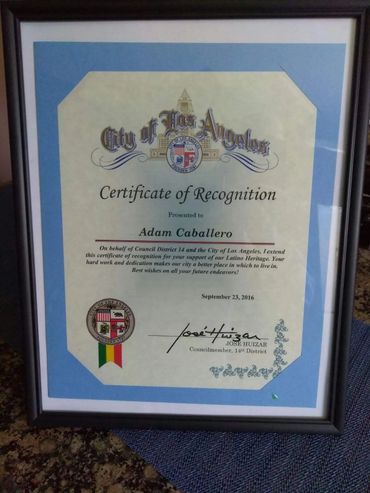 City of Los Angeles
Certificate of Recognition
Presented to
Adam Caballero
On behalf of Council District 14 and the City of Los Angeles, I extend
this certificate of recognition for your support of our Latino Heritage. Your
hard work and dedication makes our city a better place in which to live in.
Best wishes on all your future endeavors!
September 23, 2016
José Huizar
JOSÉ HUIZAR
Councilmember, 14th District